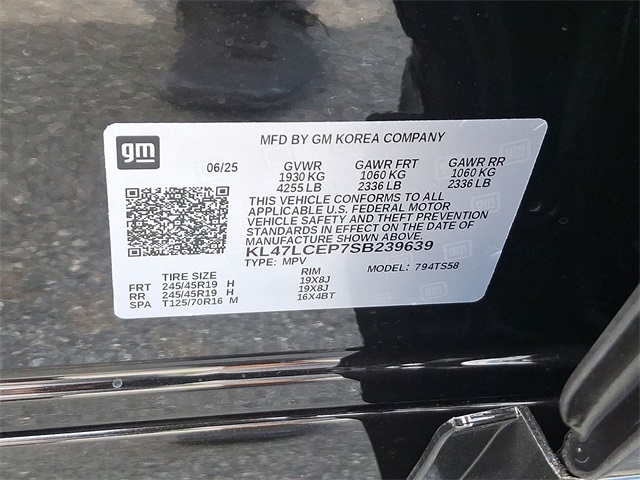 gm
MFD BY GM KOREA COMPANY
06/25 GVWR GAWR FRT GAWR RR
1930 KG 1060 KG 1060 KG
4255 LB 2336 LB 2336 LB
THIS VEHICLE CONFORMS TO ALL
APPLICABLE U.S. FEDERAL MOTOR
VEHICLE SAFETY AND THEFT PREVENTION
STANDARDS IN EFFECT ON THE DATE OF
MANUFACTURE SHOWN ABOVE.
KL47LCEP7SB239639
TYPE: MPV MODEL: 794TS58
TIRE SIZE RIM
FRT 245/45R19 H 19X8J
RR 245/45R19 H 19X8J
SPA T125/70R16 M 16X4BT